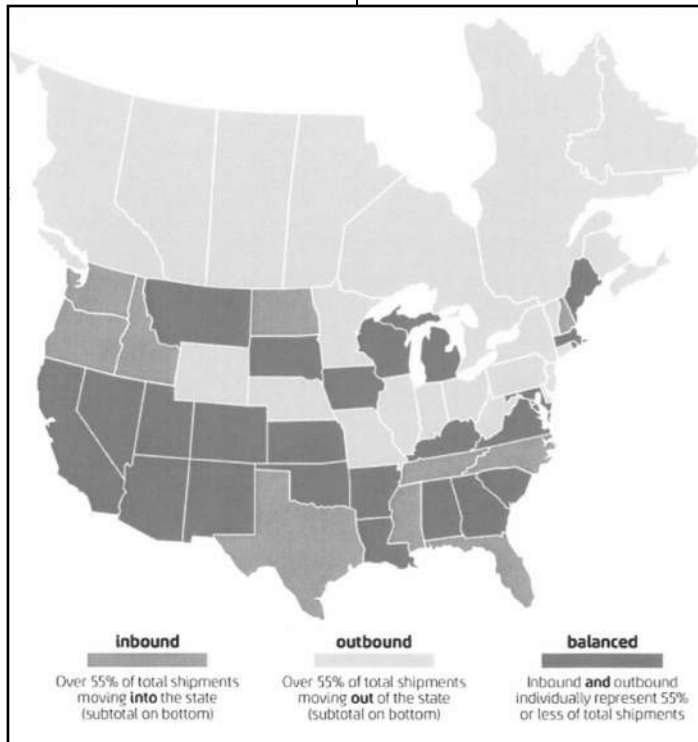 inbound
Over 55% of total shipments
moving into the state
(subtotal on bottom)
outbound
Over 55% of total shipments
moving out of the state
(subtotal on bottom)
balanced
Inbound and outbound
individually represent 55%
or less of total shipments